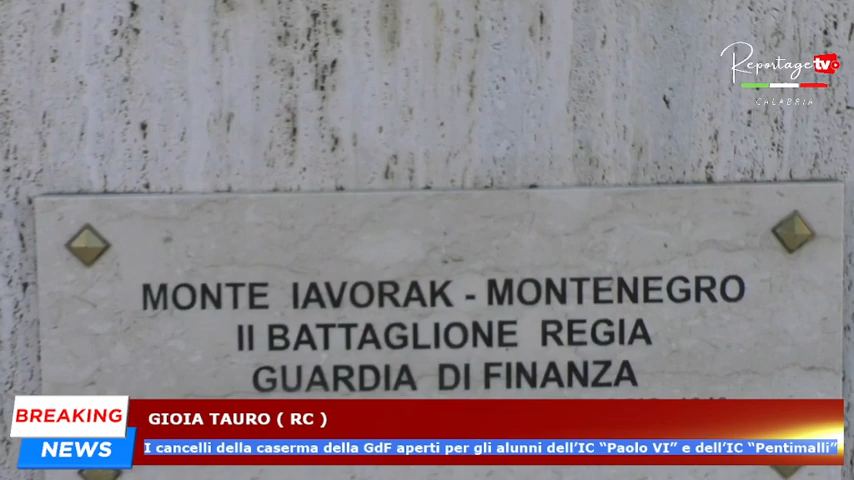 Reportage tv
CALABRIA
MONTE IAVORAK - MONTENEGRO
II BATTAGLIONE REGIA
GUARDIA DI FINANZA
BREAKING
NEWS
GIOIA TAURO ( RC )
I cancelli della caserma della GdF aperti per gli alunni dell’IC “Paolo VI” e dell’IC “Pentimalli”